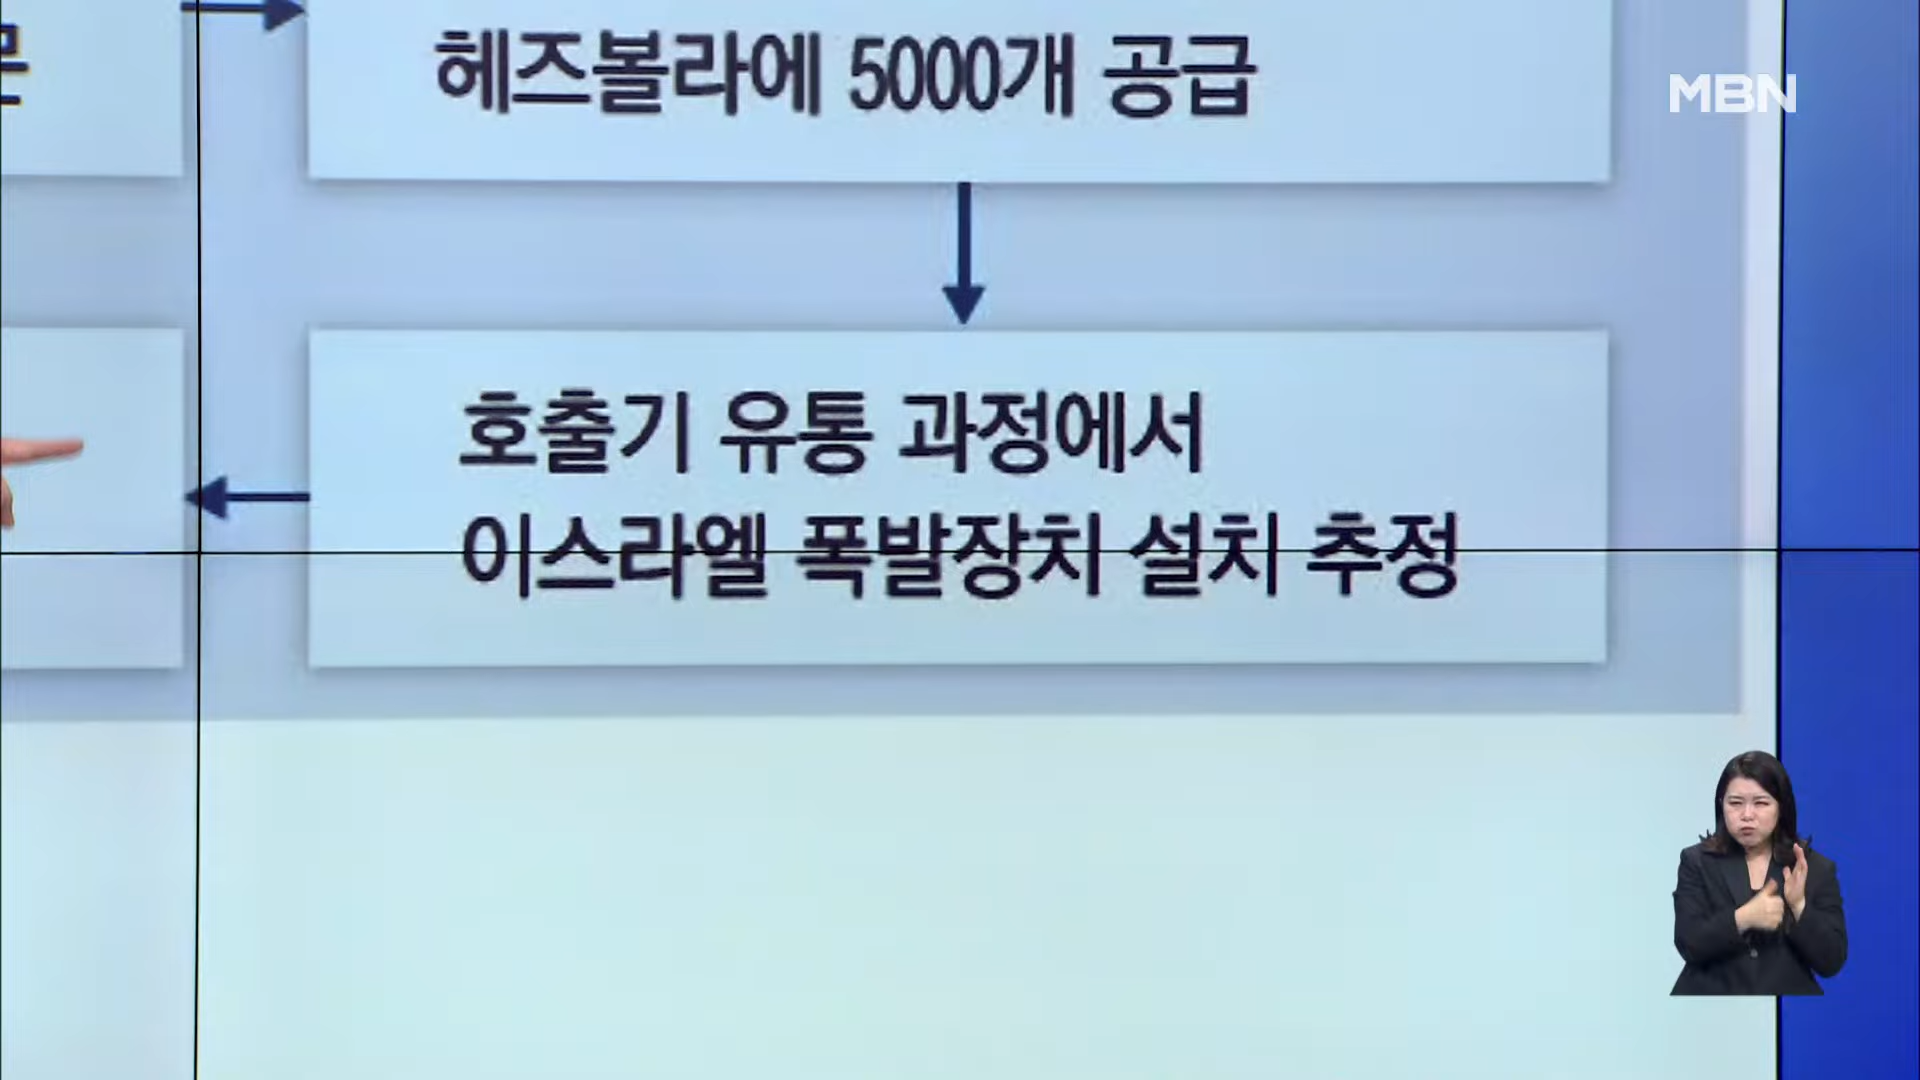 헤즈볼라에 5000개 공급
MBN
호출기 유통 과정에서
이스라엘 폭발장치 설치 추정